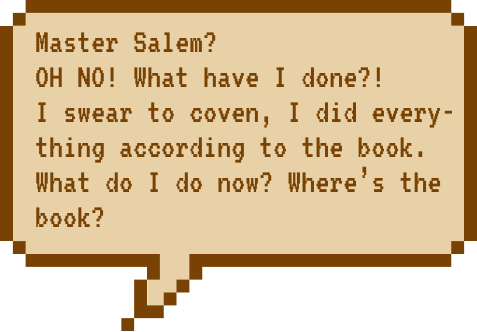 Master Salem?
OH NO! What have I done?!
I swear to coven, I did every-
thing according to the book.
What do I do now? Where's the
book?